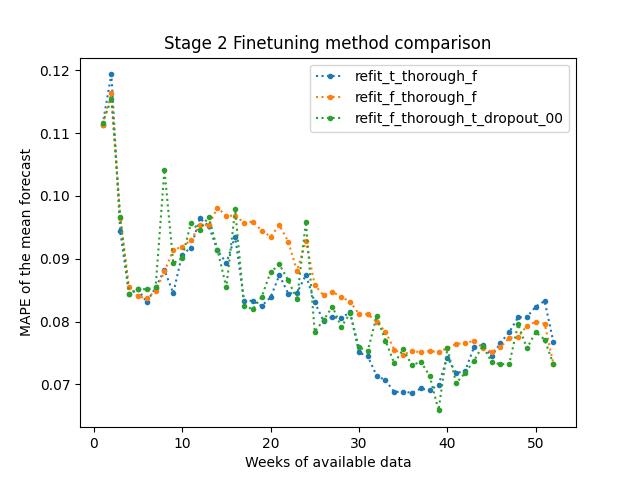 Stage 2 Finetuning method comparison
refit_t_thorough_f
refit_f_thorough_f
refit_f_thorough_t_dropout_00
MAPE of the mean forecast
0.12
0.11
0.10
0.09
0.08
0.07
0
10
20
30
40
50
Weeks of available data